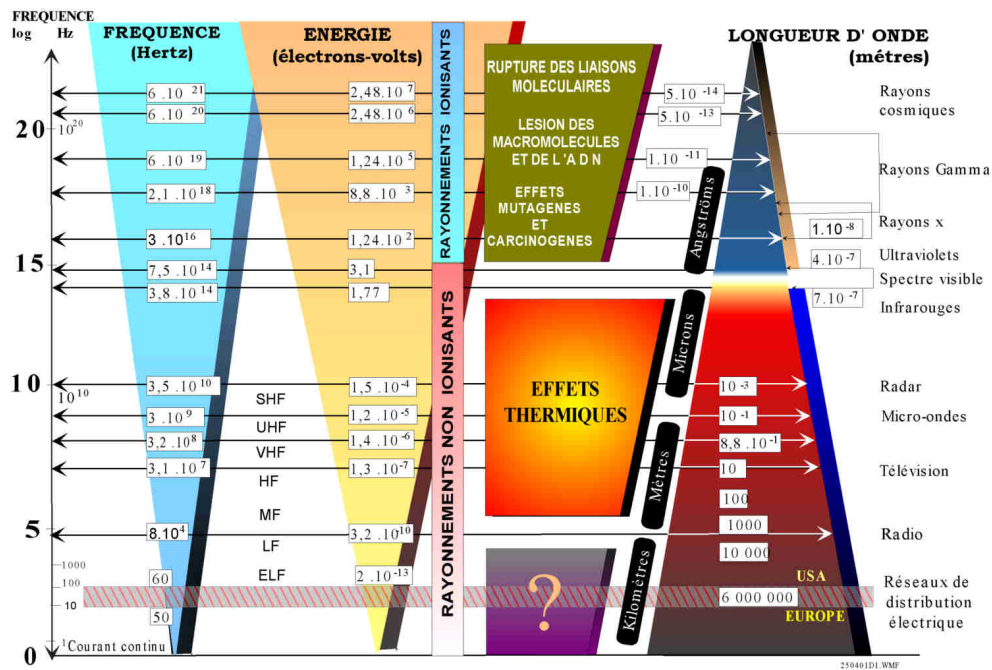 FREQUENCE
log Hz
FREQUENCE
(Hertz)
ENERGIE
(électrons-volts)
LONGUEUR D' ONDE
(métres)
RAYONNEMENTS IONISANTS
RAYONNEMENTS NON IONISANTS
RUPTURE DES LIAISONS
MOLECULAIRES
LESION DES
MACROMOLECULES
ET DE L 'A D N
EFFETS
MUTAGENES
ET
CARCINOGENES
EFFETS
THERMIQUES
?
Angströms
Microns
Mètres
Kilomètres
6 .10 21
2,48.10 7
5.10 -14
Rayons
cosmiques
20
10 20
6 .10 20
2,48.10 6
5.10 -13
6 .10 19
1,24.10 5
1.10 -11
Rayons Gamma
2,1 .10 18
8,8 .10 3
1.10 -10
Rayons x
3 .10 16
1,24.10 2
1.10 -8
15
Ultraviolets
7,5 .10 14
3,1
4.10 -7
Spectre visible
3,8 .10 14
1,77
7.10 -7
Infrarouges
10
10 10
3,5 .10 10
1,5 .10 -4
10 -3
Radar
SHF
3 .10 9
1,2 .10 -5
10 -1
Micro-ondes
UHF
3,2 .10 8
1,4 .10 -6
8,8 .10 -1
VHF
3,1 .10 7
1,3 .10 -7
10
Télévision
HF
100
MF
5
8.10 4
3,2 .10 -10
1000
Radio
LF
10 000
1000
100
10
60
ELF
2 .10 -13
USA
6 000 000
EUROPE
Réseaux de
distribution
électrique
50
1 Courant continu
0
0
250401D1.WMF